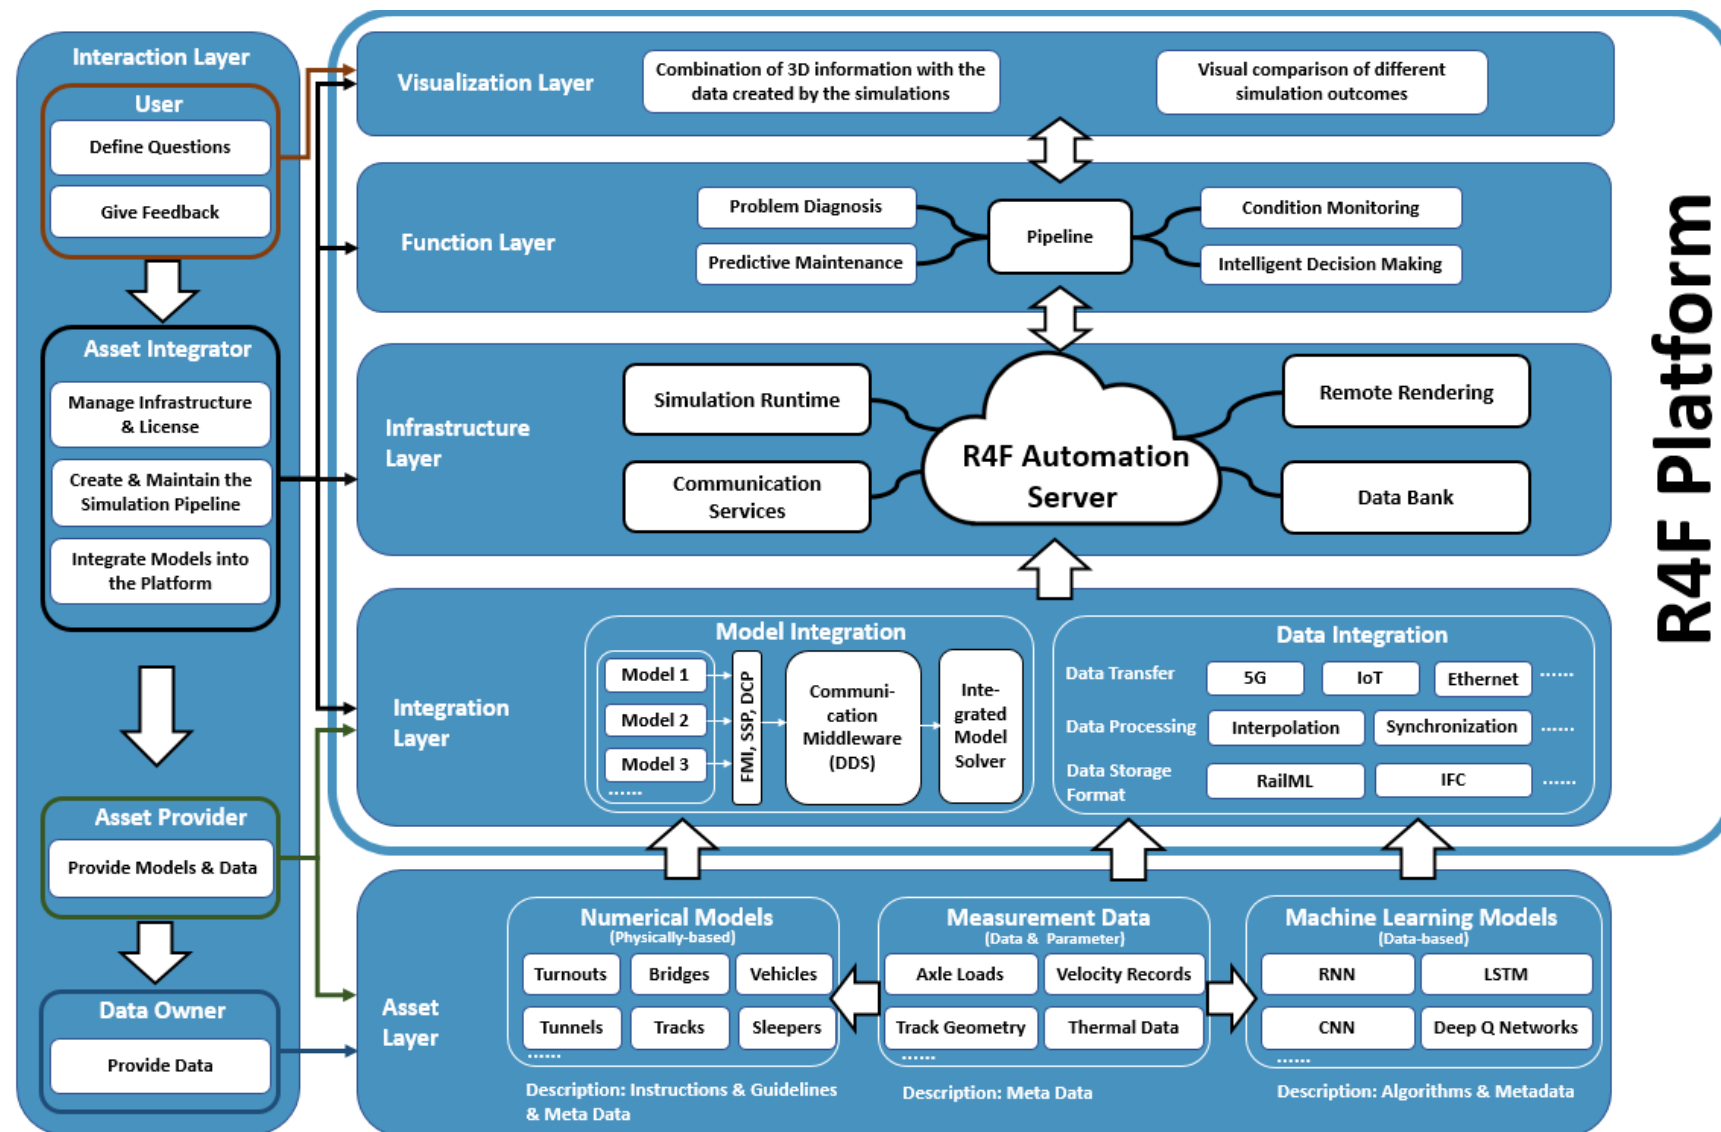 Interaction Layer
User
Define Questions
Give Feedback
Asset Integrator
Manage Infrastructure
& License
Create & Maintain the
Simulation Pipeline
Integrate Models into
the Platform
Asset Provider
Provide Models & Data
Data Owner
Provide Data
Visualization Layer
Combination of 3D information with the
data created by the simulations
Visual comparison of different
simulation outcomes
Function Layer
Problem Diagnosis
Predictive Maintenance
Pipeline
Condition Monitoring
Intelligent Decision Making
Infrastructure
Layer
Simulation Runtime
Communication
Services
R4F Automation
Server
Remote Rendering
Data Bank
Integration
Layer
Model Integration
Model 1
Model 2
Model 3
......
FMI, SSP, DCP
Communi-
cation
Middleware
(DDS)
Inte-
grated
Model
Solver
Data Integration
Data Transfer
5G
IoT
Ethernet
......
Data Processing
Interpolation
Synchronization
......
Data Storage
Format
RailML
IFC
......
Asset
Layer
Numerical Models
(Physically-based)
Turnouts
Bridges
Vehicles
Tunnels
Tracks
Sleepers
......
Description: Instructions & Guidelines
& Meta Data
Measurement Data
(Data & Parameter)
Axle Loads
Velocity Records
Track Geometry
Thermal Data
......
Description: Meta Data
Machine Learning Models
(Data-based)
RNN
LSTM
CNN
Deep Q Networks
......
Description: Algorithms & Metadata
R4F Platform